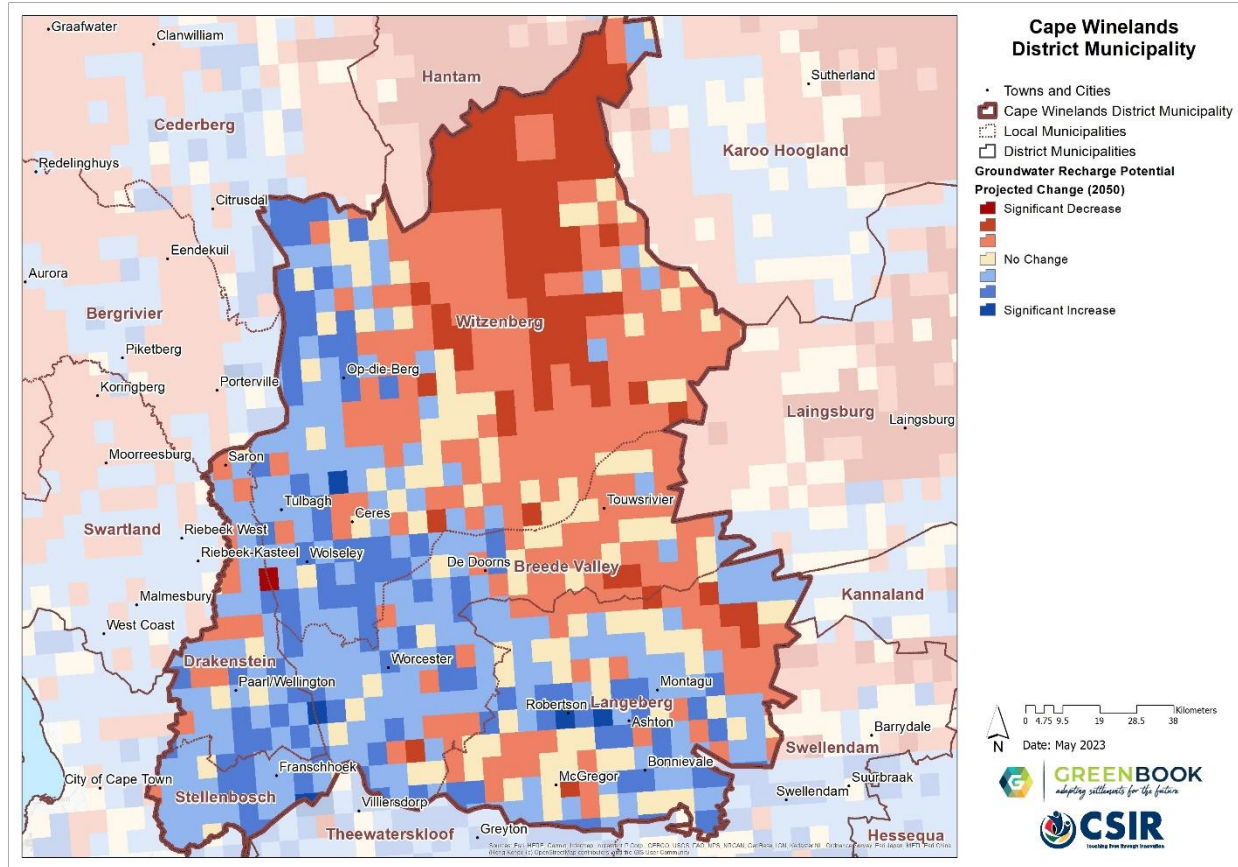 Graafwater
Clanwilliam
Hantam
Sutherland
Cederberg
Karoo Hoogland
Redelinghuys
Citrusdal
Eendekuil
Aurora
Bergrivier
Witzenberg
Piketberg
Op-die-Berg
Koringberg
Porterville
Laingsburg
Laingsburg
Moorreesburg
Saron
Tulbagh
Ceres
Touwsrivier
Swartland
Riebeek West
Riebeek-Kasteel
Wolseley
De Doorns
Breede Valley
Malmesbury
Kannaland
West Coast
Drakenstein
Worcester
Paarl/Wellington
Montagu
Robertson
Langeberg
Ashton
Barrydale
Swellendam
City of Cape Town
Franschhoek
McGregor
Bonnievale
Suurbraak
Stellenbosch
Villiersdorp
Swellendam
Theewaterskloof
Greyton
Hessequa
Cape Winelands
District Municipality
Towns and Cities
Cape Winelands District Municipality
Local Municipalities
District Municipalities
Groundwater Recharge Potential
Projected Change (2050)
Significant Decrease
No Change
Significant Increase
Kilometers
0 4.75 9.5 19 28.5 38
N
Date: May 2023
G
GREENBOOK
adapting settlements for the future
CSIR
Touching lives through innovation